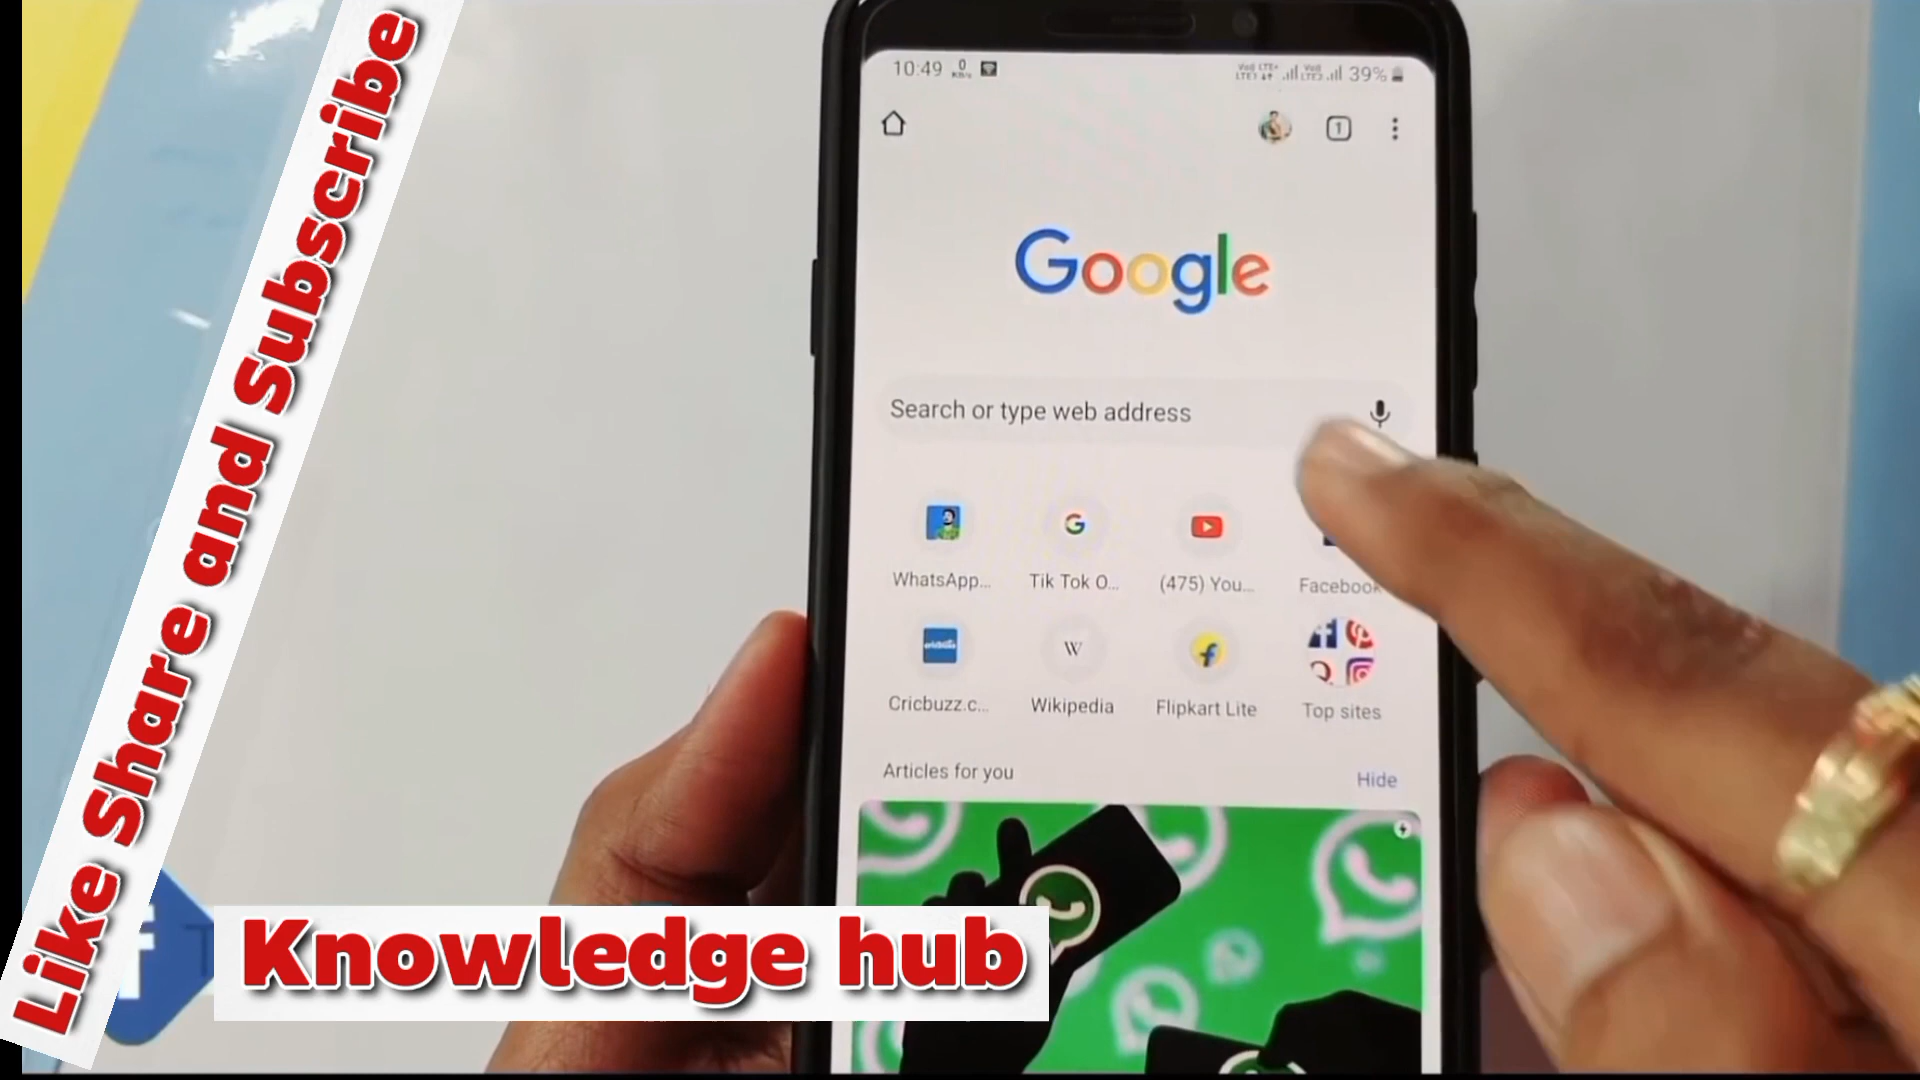 Like Share and Subscribe
10:49
39%
1
Google
Search or type web address
WhatsApp...
Tik Tok O...
(475) You...
Facebook
Cricbuzz.c...
Wikipedia
Flipkart Lite
Top sites
Articles for you
Hide
Knowledge hub